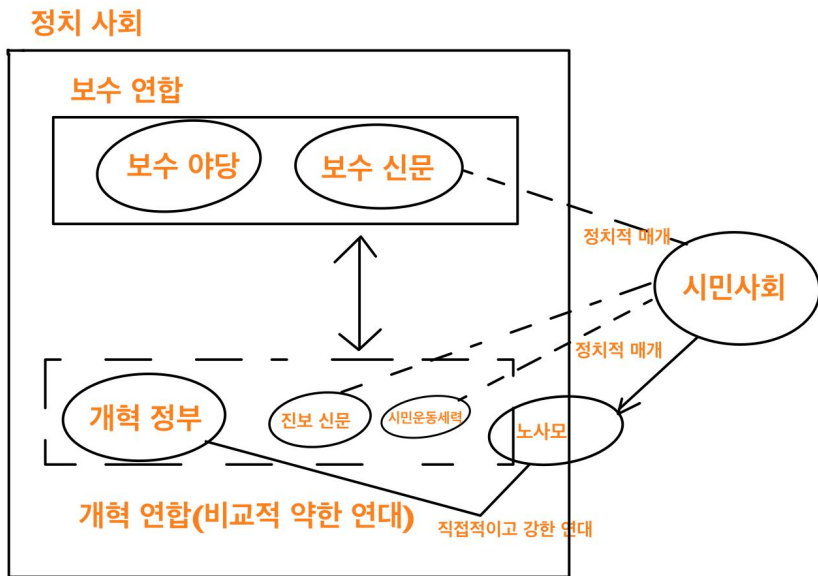 정치 사회
보수 연합
보수 야당
보수 신문
정치적 매개
시민사회
정치적 매개
개혁 정부
진보 신문
시민운동세력
노사모
개혁 연합(비교적 약한 연대)
직접적이고 강한 연대